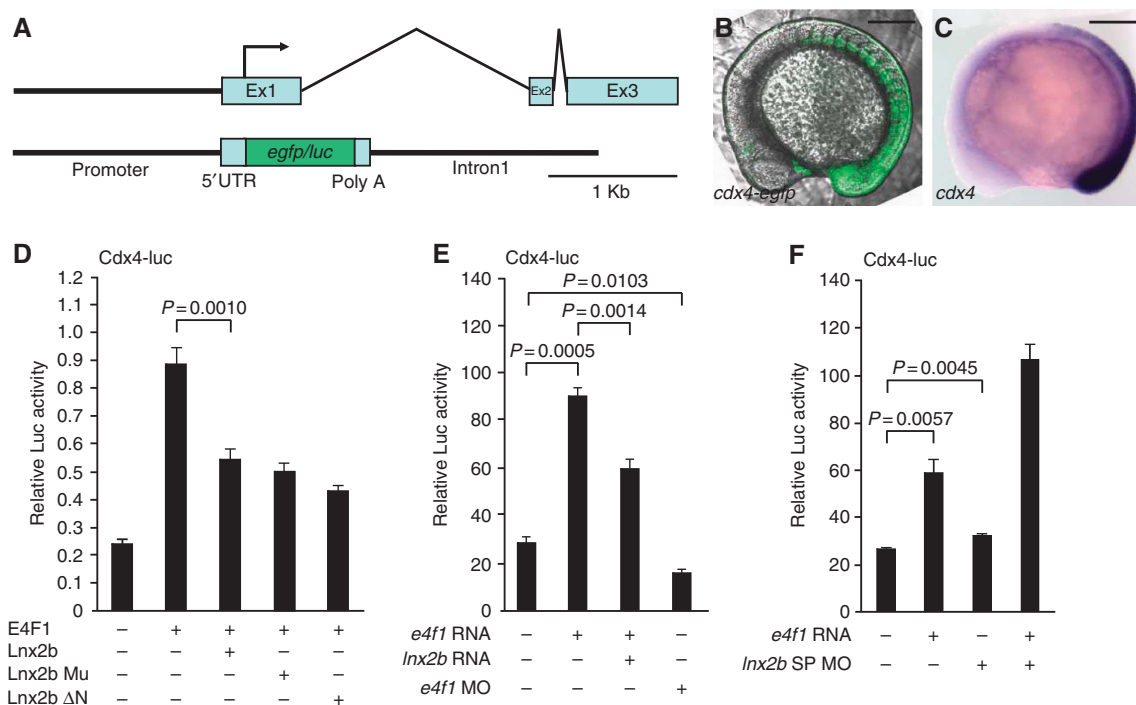 A
Ex1
Ex2
Ex3
egfp/luc
Promoter
5′UTR
Poly A
Intron1
1 Kb
B
cdx4-egfp
C
cdx4
D
Cdx4-luc
Relative Luc activity
1.2
1.1
1.0
0.9
0.8
0.7
0.6
0.5
0.4
0.3
0.2
0.1
0
P = 0.0010
E4F1 – + + + +
Lnx2b – – + – –
Lnx2b Mu – – – + –
Lnx2b ΔN – – – – +
E
Cdx4-luc
Relative Luc activity
140
120
100
80
60
40
20
0
P = 0.0103
P = 0.0014
P = 0.0005
e4f1 RNA – + + –
lnx2b RNA – – + –
e4f1 MO – – – +
F
Cdx4-luc
Relative Luc activity
140
120
100
80
60
40
20
0
P = 0.0045
P = 0.0057
e4f1 RNA – + – +
lnx2b SP MO – – + +